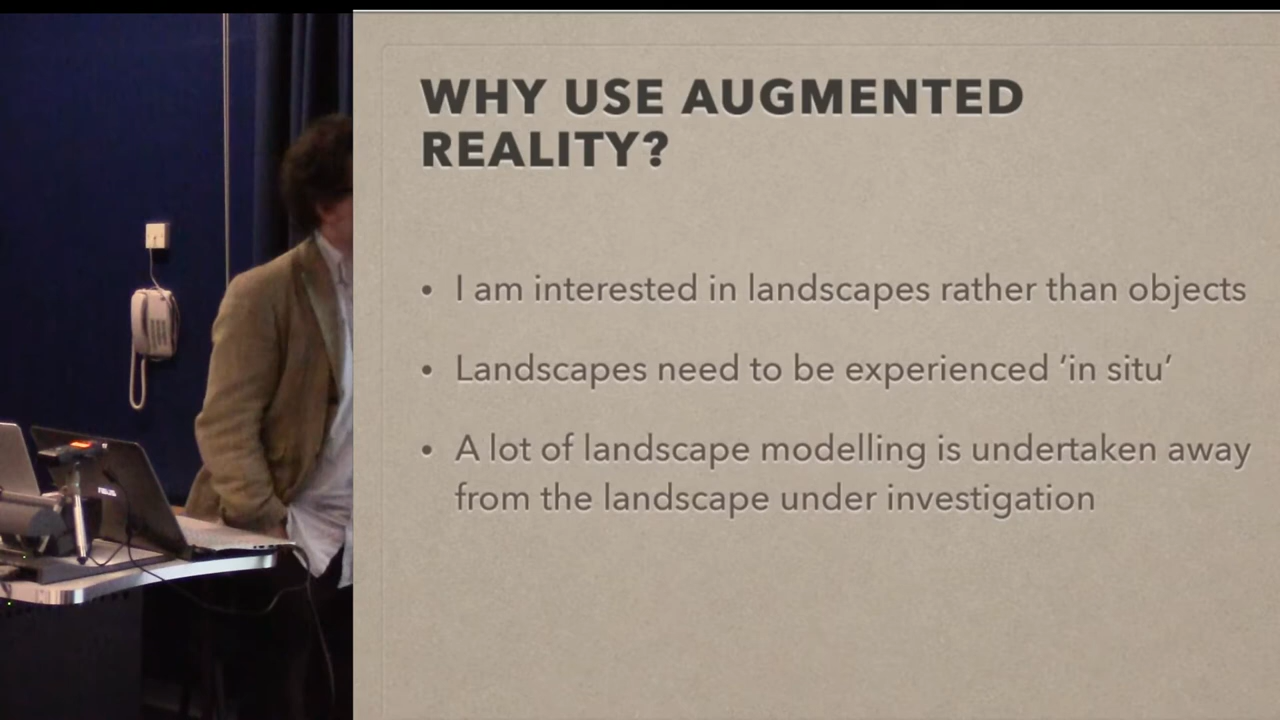 WHY USE AUGMENTED
REALITY?
• I am interested in landscapes rather than objects
• Landscapes need to be experienced ‘in situ’
• A lot of landscape modelling is undertaken away
from the landscape under investigation